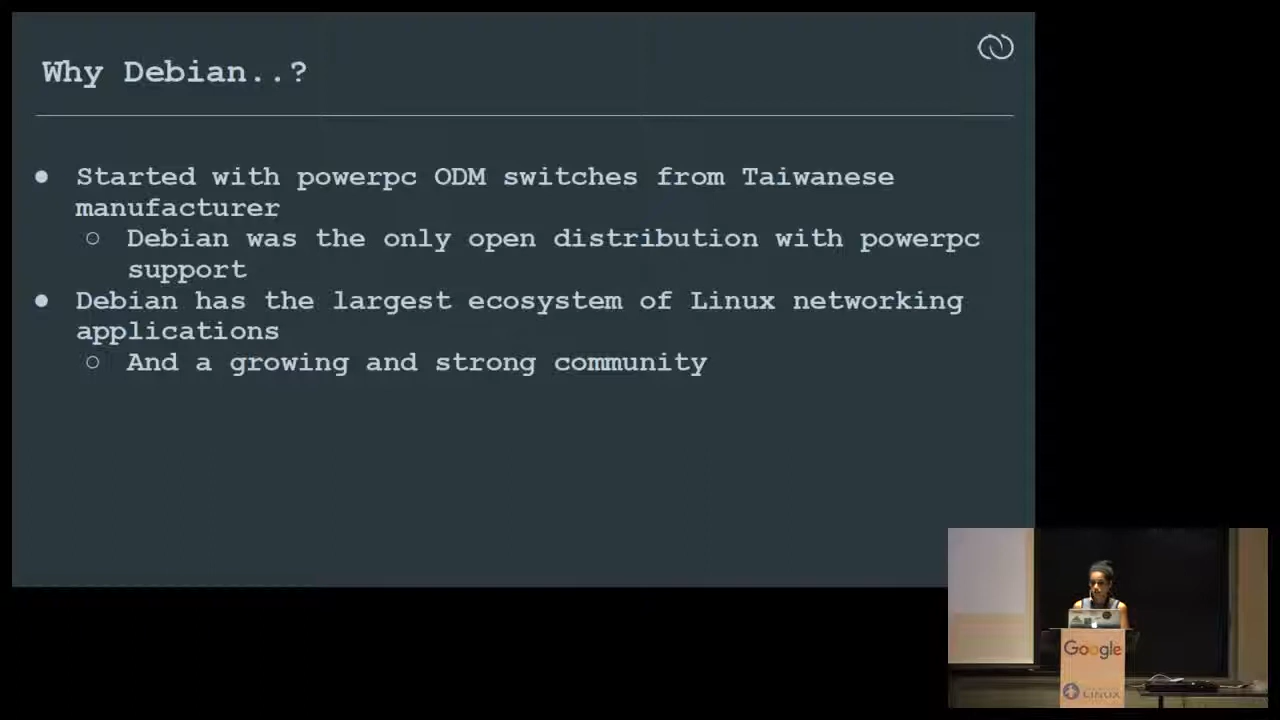 Why Debian..?
● Started with powerpc ODM switches from Taiwanese
manufacturer
○ Debian was the only open distribution with powerpc
support
● Debian has the largest ecosystem of Linux networking
applications
○ And a growing and strong community
Google
LINUX